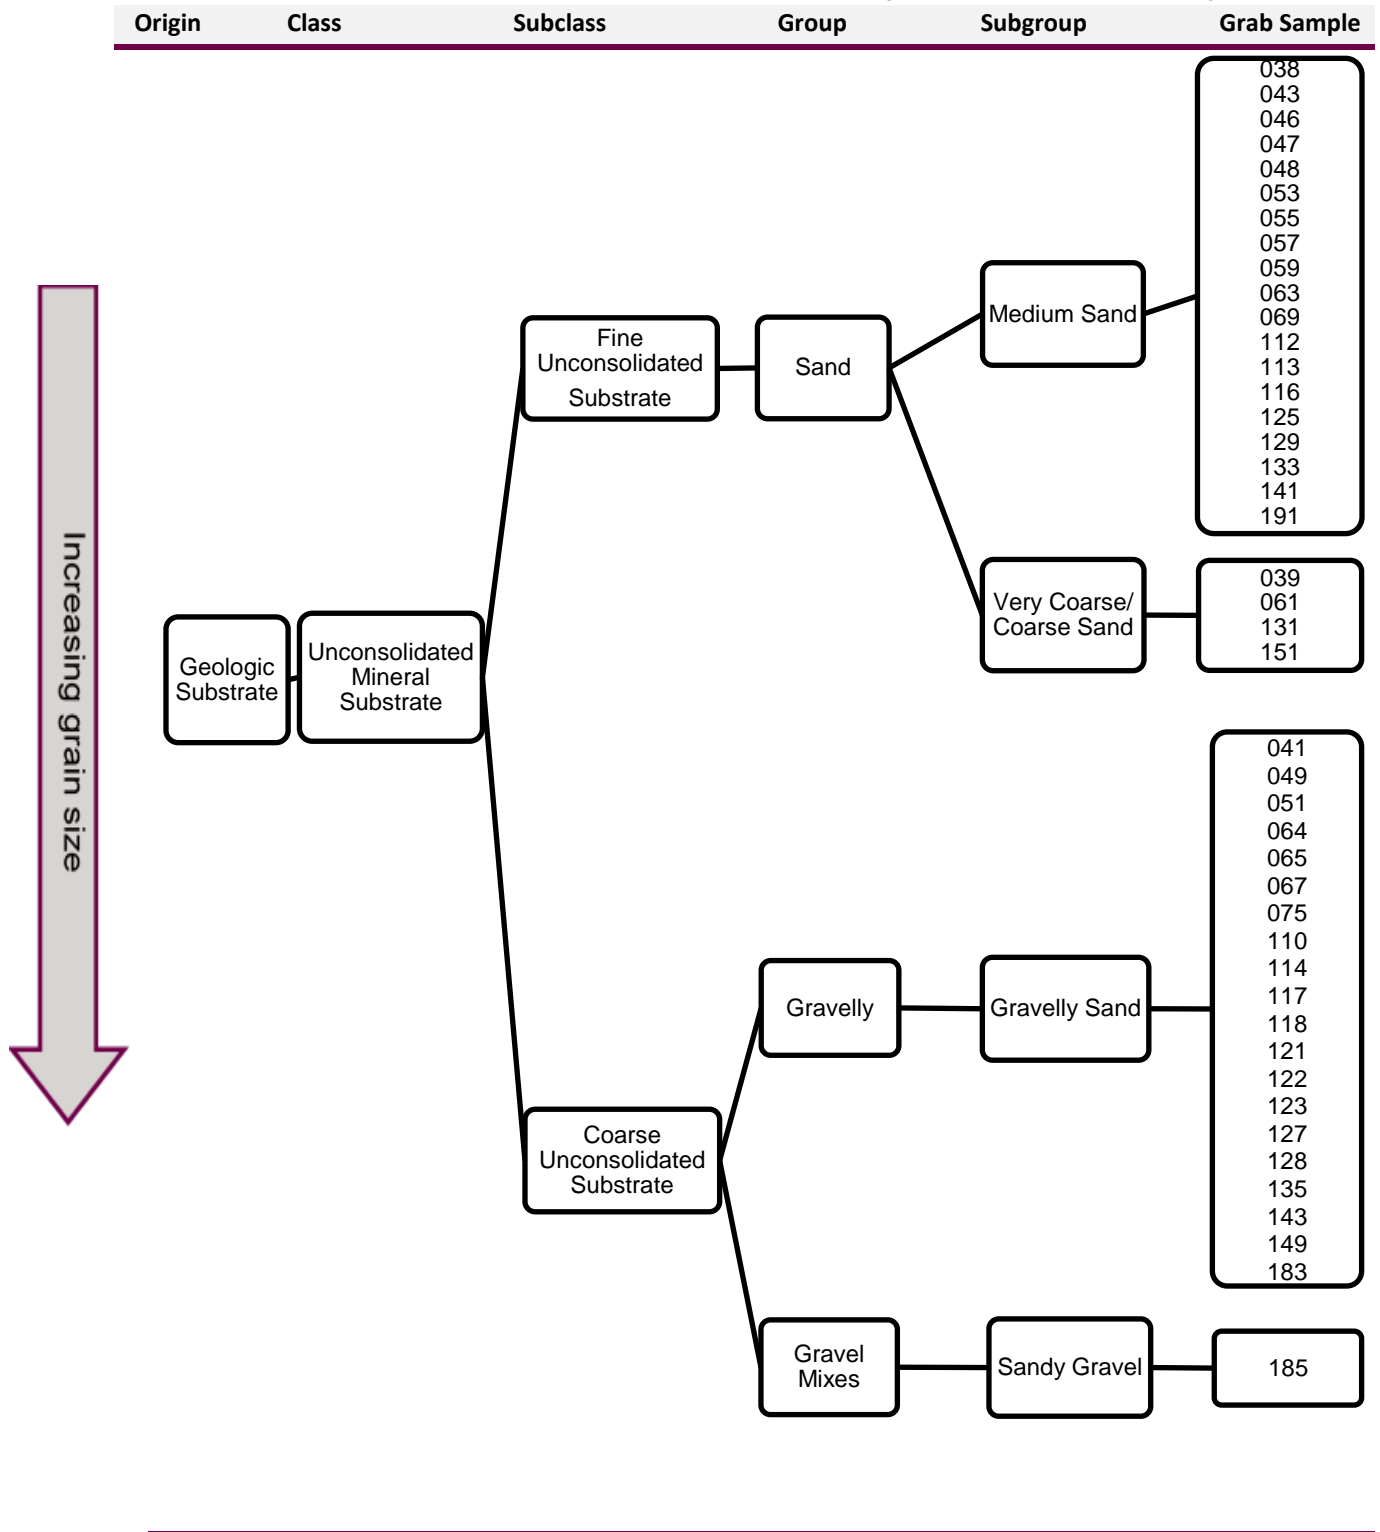 Origin Class Subclass Group Subgroup Grab Sample
Increasing grain size
Geologic
Substrate
Unconsolidated
Mineral
Substrate
Fine
Unconsolidated
Substrate
Sand
Medium Sand
038
043
046
047
048
053
055
057
059
063
069
112
113
116
125
129
133
141
191
Very Coarse/
Coarse Sand
039
061
131
151
Coarse
Unconsolidated
Substrate
Gravelly
Gravelly Sand
041
049
051
064
065
067
075
110
114
117
118
121
122
123
127
128
135
143
149
183
Gravel
Mixes
Sandy Gravel
185